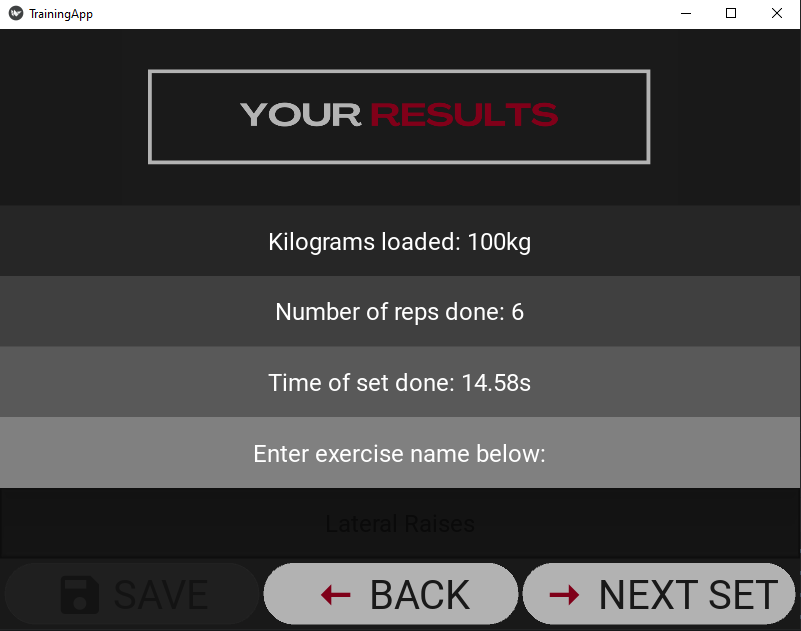 TrainingApp
YOUR RESULTS
Kilograms loaded: 100kg
Number of reps done: 6
Time of set done: 14.58s
Enter exercise name below:
Lateral Raises
SAVE
BACK
NEXT SET